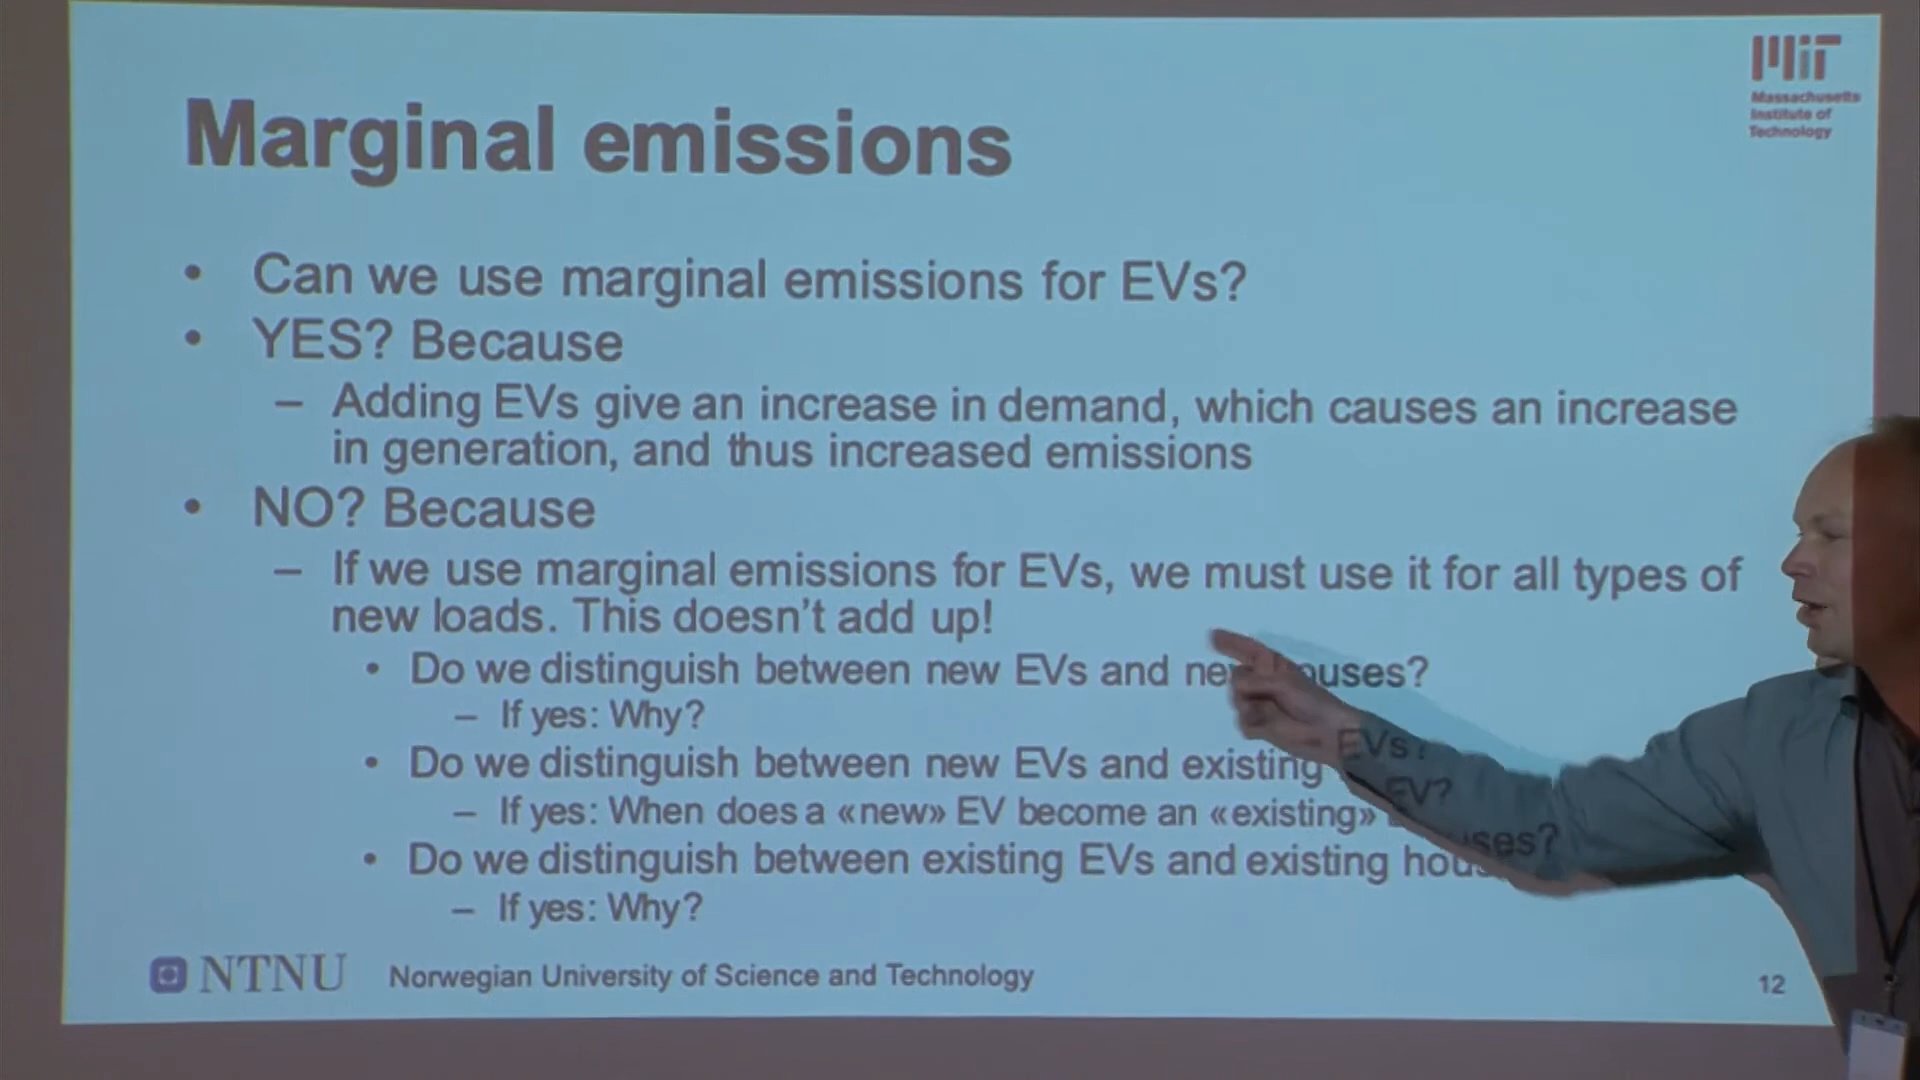 MIT
Massachusetts
Institute of
Technology
Marginal emissions
• Can we use marginal emissions for EVs?
• YES? Because
– Adding EVs give an increase in demand, which causes an increase
in generation, and thus increased emissions
• NO? Because
– If we use marginal emissions for EVs, we must use it for all types of
new loads. This doesn't add up!
• Do we distinguish between new EVs and new houses?
– If yes: Why?
• Do we distinguish between new EVs and existing EVs?
– If yes: When does a «new» EV become an «existing» EV?
• Do we distinguish between existing EVs and existing houses?
– If yes: Why?
NTNU Norwegian University of Science and Technology
12